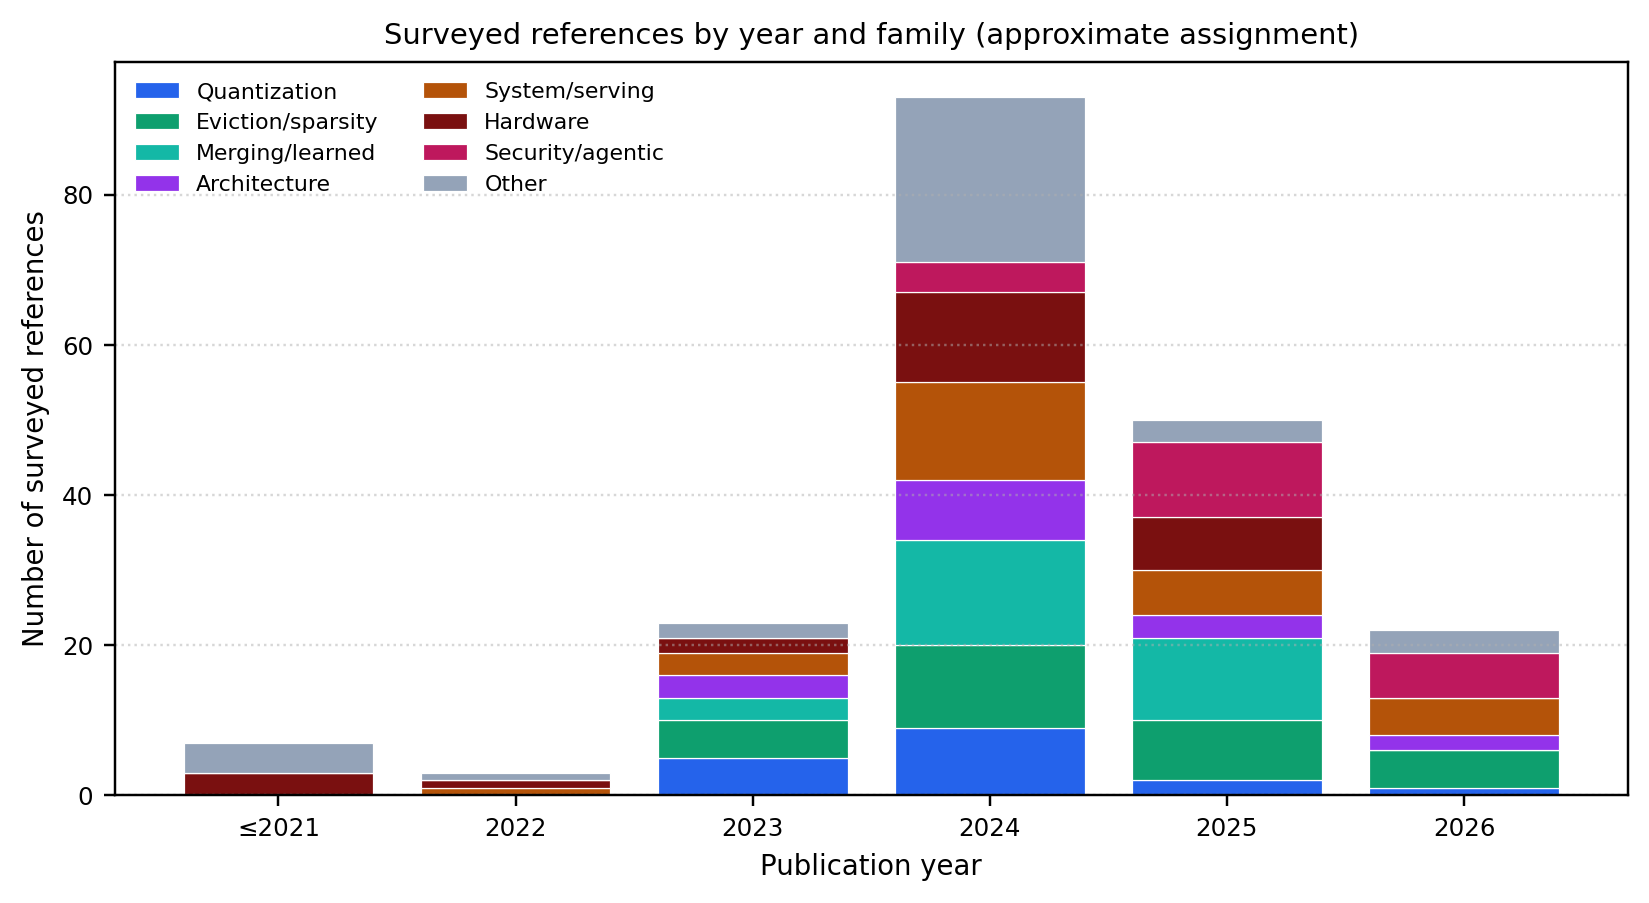 Surveyed references by year and family (approximate assignment)
Quantization
Eviction/sparsity
Merging/learned
Architecture
System/serving
Hardware
Security/agentic
Other
Number of surveyed references
80
60
40
20
0
≤2021
2022
2023
2024
2025
2026
Publication year